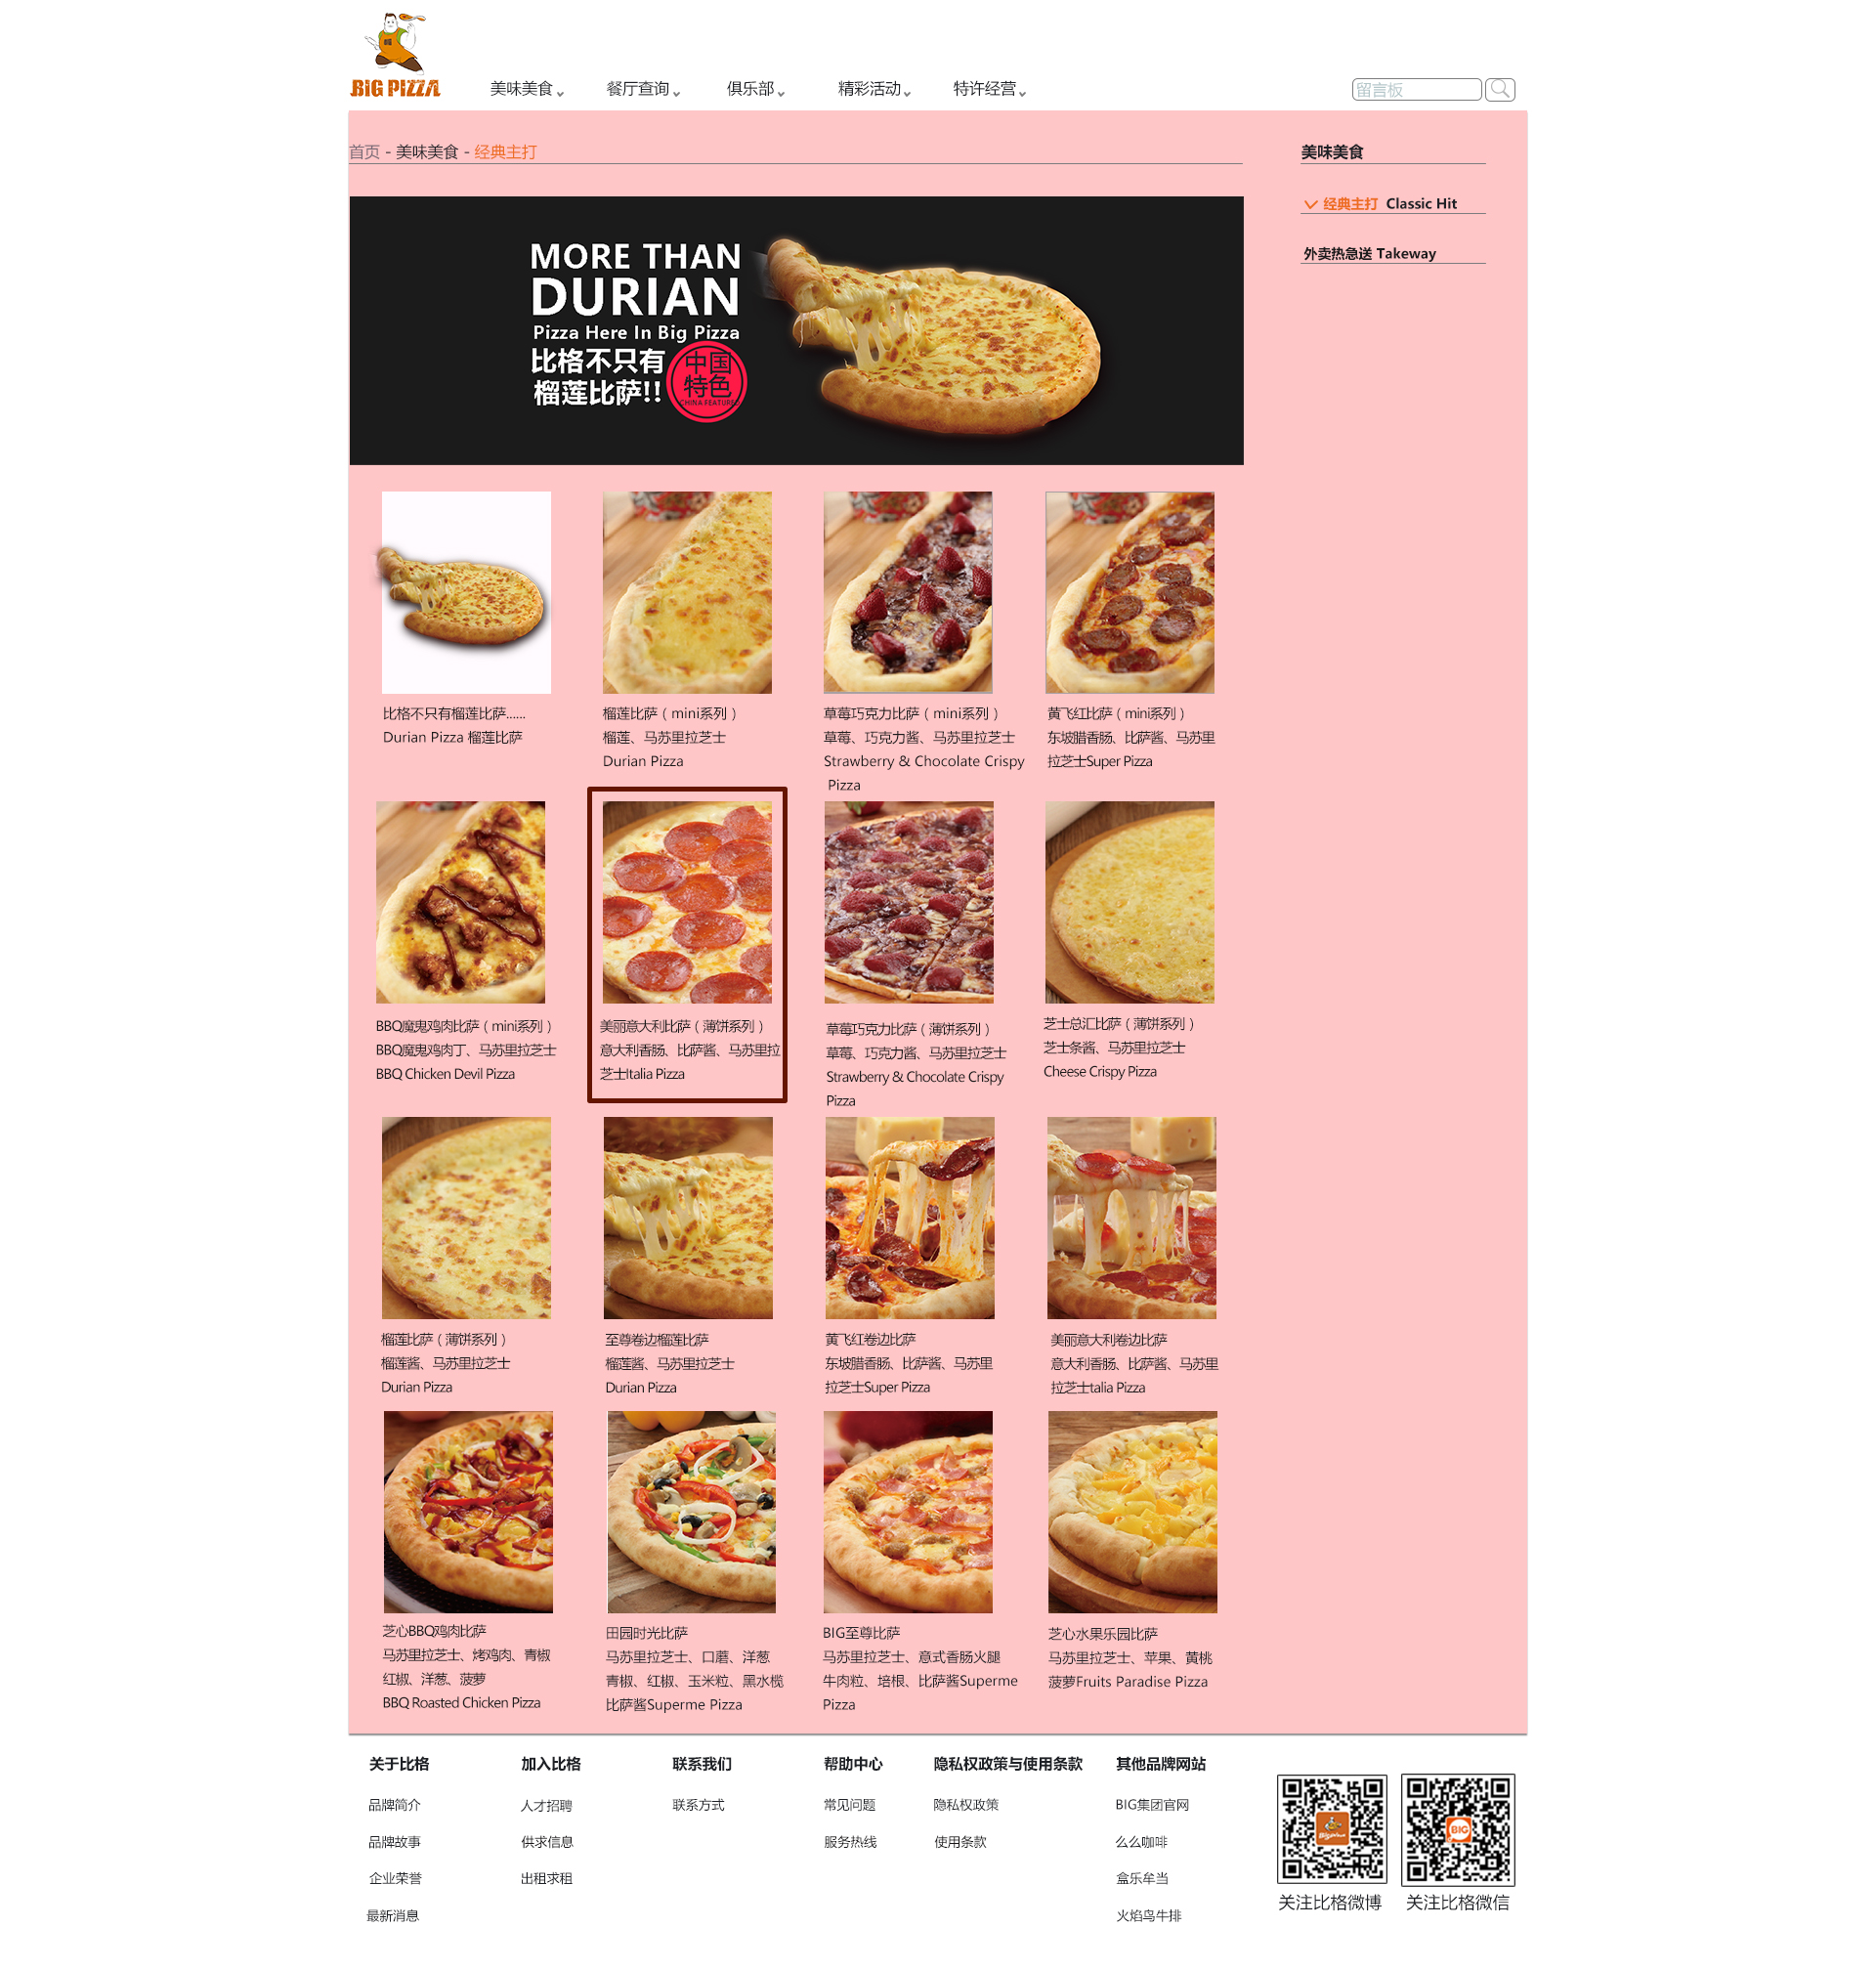 BIG PIZZA
美味美食 餐厅查询 俱乐部 精彩活动 特许经营 留言板
首页 - 美味美食 - 经典主打
美味美食
经典主打 Classic Hit
外卖热急送 Takeway
MORE THAN
DURIAN
Pizza Here In Big Pizza
比格不只有
榴莲比萨!!
中国
特色
CHINA FEATURES
比格不只有榴莲比萨......
Durian Pizza 榴莲比萨
榴莲比萨（mini系列）
榴莲、马苏里拉芝士
Durian Pizza
草莓巧克力比萨（mini系列）
草莓、巧克力酱、马苏里拉芝士
Strawberry & Chocolate Crispy
Pizza
黄飞红比萨（mini系列）
东坡腊香肠、比萨酱、马苏里
拉芝士Super Pizza
BBQ魔鬼鸡肉比萨（mini系列）
BBQ魔鬼鸡肉丁、马苏里拉芝士
BBQ Chicken Devil Pizza
美丽意大利比萨（薄饼系列）
意大利香肠、比萨酱、马苏里拉
芝士Italia Pizza
草莓巧克力比萨（薄饼系列）
草莓、巧克力酱、马苏里拉芝士
Strawberry & Chocolate Crispy
Pizza
芝士总汇比萨（薄饼系列）
芝士条酱、马苏里拉芝士
Cheese Crispy Pizza
榴莲比萨（薄饼系列）
榴莲酱、马苏里拉芝士
Durian Pizza
至尊卷边榴莲比萨
榴莲酱、马苏里拉芝士
Durian Pizza
黄飞红卷边比萨
东坡腊香肠、比萨酱、马苏里
拉芝士Super Pizza
美丽意大利卷边比萨
意大利香肠、比萨酱、马苏里
拉芝士talia Pizza
芝心BBQ鸡肉比萨
马苏里拉芝士、烤鸡肉、青椒
红椒、洋葱、菠萝
BBQ Roasted Chicken Pizza
田园时光比萨
马苏里拉芝士、口蘑、洋葱
青椒、红椒、玉米粒、黑水榄
比萨酱Superme Pizza
BIG至尊比萨
马苏里拉芝士、意式香肠火腿
牛肉粒、培根、比萨酱Superme
Pizza
芝心水果乐园比萨
马苏里拉芝士、苹果、黄桃
菠萝Fruits Paradise Pizza
关于比格
品牌简介
品牌故事
企业荣誉
最新消息
加入比格
人才招聘
供求信息
出租求租
联系我们
联系方式
帮助中心
常见问题
服务热线
隐私权政策与使用条款
隐私权政策
使用条款
其他品牌网站
BIG集团官网
么么咖啡
盒乐牟当
火焰鸟牛排
关注比格微博
BIG
关注比格微信